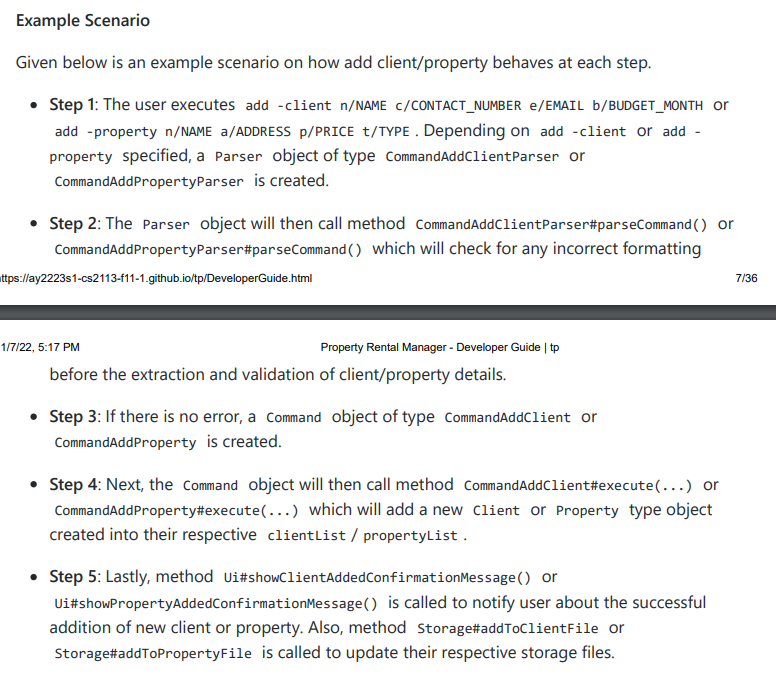 Example Scenario
Given below is an example scenario on how add client/property behaves at each step.
• Step 1: The user executes add -client n/NAME c/CONTACT_NUMBER e/EMAIL b/BUDGET_MONTH or
add -property n/NAME a/ADDRESS p/PRICE t/TYPE . Depending on add -client or add -
property specified, a Parser object of type CommandAddClientParser or
CommandAddPropertyParser is created.
• Step 2: The Parser object will then call method CommandAddClientParser#parseCommand() or
CommandAddPropertyParser#parseCommand() which will check for any incorrect formatting
ttps://ay2223s1-cs2113-f11-1.github.io/tp/DeveloperGuide.html 7/36
1/7/22, 5:17 PM Property Rental Manager - Developer Guide | tp
before the extraction and validation of client/property details.
• Step 3: If there is no error, a Command object of type CommandAddClient or
CommandAddProperty is created.
• Step 4: Next, the Command object will then call method CommandAddClient#execute(...) or
CommandAddProperty#execute(...) which will add a new Client or Property type object
created into their respective clientList / propertyList .
• Step 5: Lastly, method Ui#showClientAddedConfirmationMessage() or
Ui#showPropertyAddedConfirmationMessage() is called to notify user about the successful
addition of new client or property. Also, method Storage#addToClientFile or
Storage#addToPropertyFile is called to update their respective storage files.